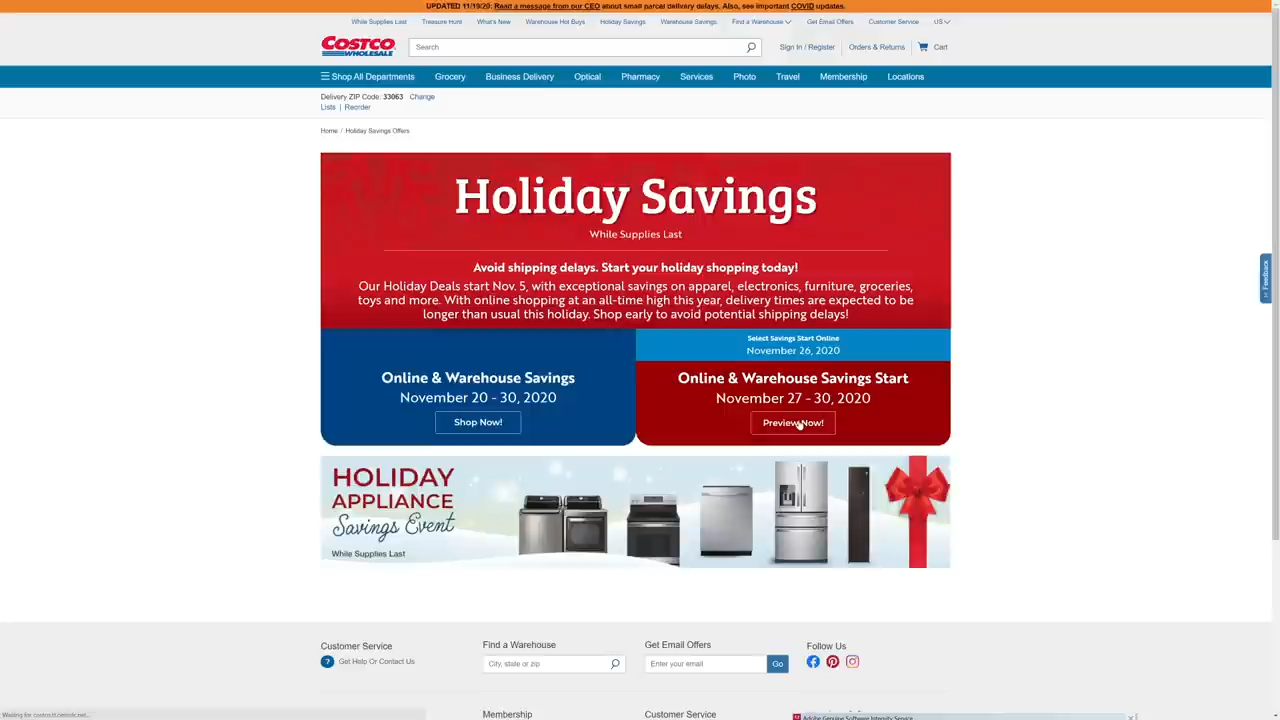 UPDATED 11/19/20: Read a message from our CEO about small parcel delivery delays. Also, see important COVID updates.
While Supplies Last Treasure Hunt What's New Warehouse Hot Buys Holiday Savings Warehouse Savings Find a Warehouse Get Email Offers Customer Service US
COSTCO WHOLESALE
Search
Sign In / Register Orders & Returns Cart
Shop All Departments Grocery Business Delivery Optical Pharmacy Services Photo Travel Membership Locations
Delivery ZIP Code: 33063 Change
Lists | Reorder
Home / Holiday Savings Offers
Holiday Savings
While Supplies Last
Avoid shipping delays. Start your holiday shopping today!
Our Holiday Deals start Nov. 5, with exceptional savings on apparel, electronics, furniture, groceries,
toys and more. With online shopping at an all-time high this year, delivery times are expected to be
longer than usual this holiday. Shop early to avoid potential shipping delays!
Online & Warehouse Savings
November 20 - 30, 2020
Shop Now!
Select Savings Start Online
November 26, 2020
Online & Warehouse Savings Start
November 27 - 30, 2020
Preview Now!
HOLIDAY
APPLIANCE
Savings Event
While Supplies Last
Feedback
Customer Service
? Get Help Or Contact Us
Find a Warehouse
City, state or zip
Get Email Offers
Enter your email Go
Follow Us
Membership
Customer Service
Adobe Genuine Software Integrity Service